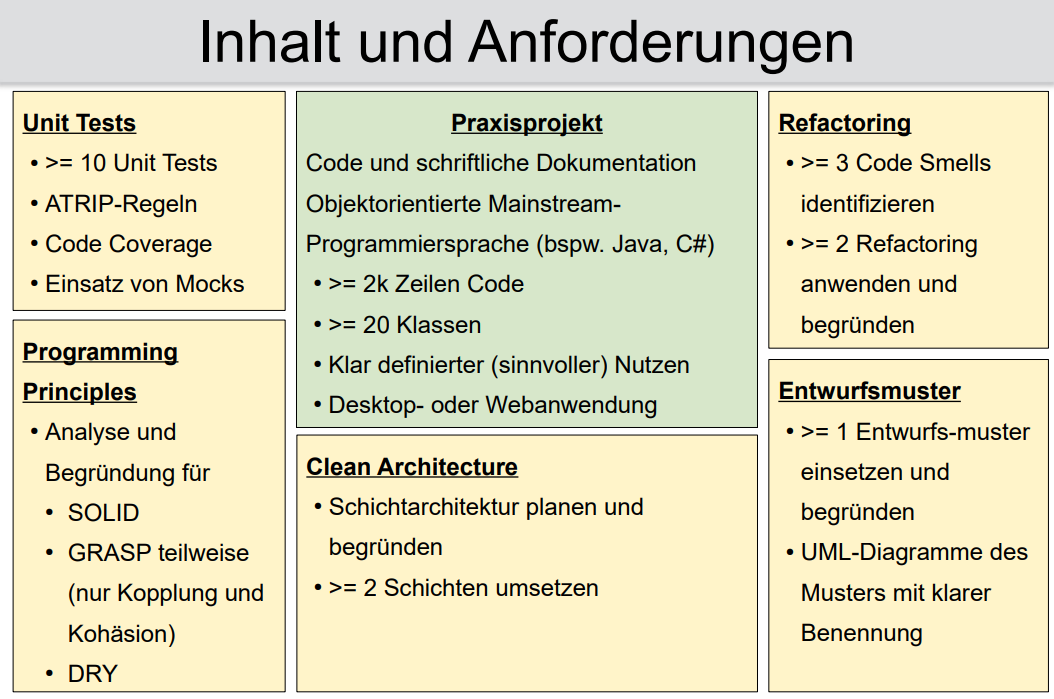 Inhalt und Anforderungen
Unit Tests
• >= 10 Unit Tests
• ATRIP-Regeln
• Code Coverage
• Einsatz von Mocks
Programming
Principles
• Analyse und
Begründung für
• SOLID
• GRASP teilweise
(nur Kopplung und
Kohäsion)
• DRY
Praxisprojekt
Code und schriftliche Dokumentation
Objektorientierte Mainstream-
Programmiersprache (bspw. Java, C#)
• >= 2k Zeilen Code
• >= 20 Klassen
• Klar definierter (sinnvoller) Nutzen
• Desktop- oder Webanwendung
Clean Architecture
• Schichtarchitektur planen und
begründen
• >= 2 Schichten umsetzen
Refactoring
• >= 3 Code Smells
identifizieren
• >= 2 Refactoring
anwenden und
begründen
Entwurfsmuster
• >= 1 Entwurfs-muster
einsetzen und
begründen
• UML-Diagramme des
Musters mit klarer
Benennung